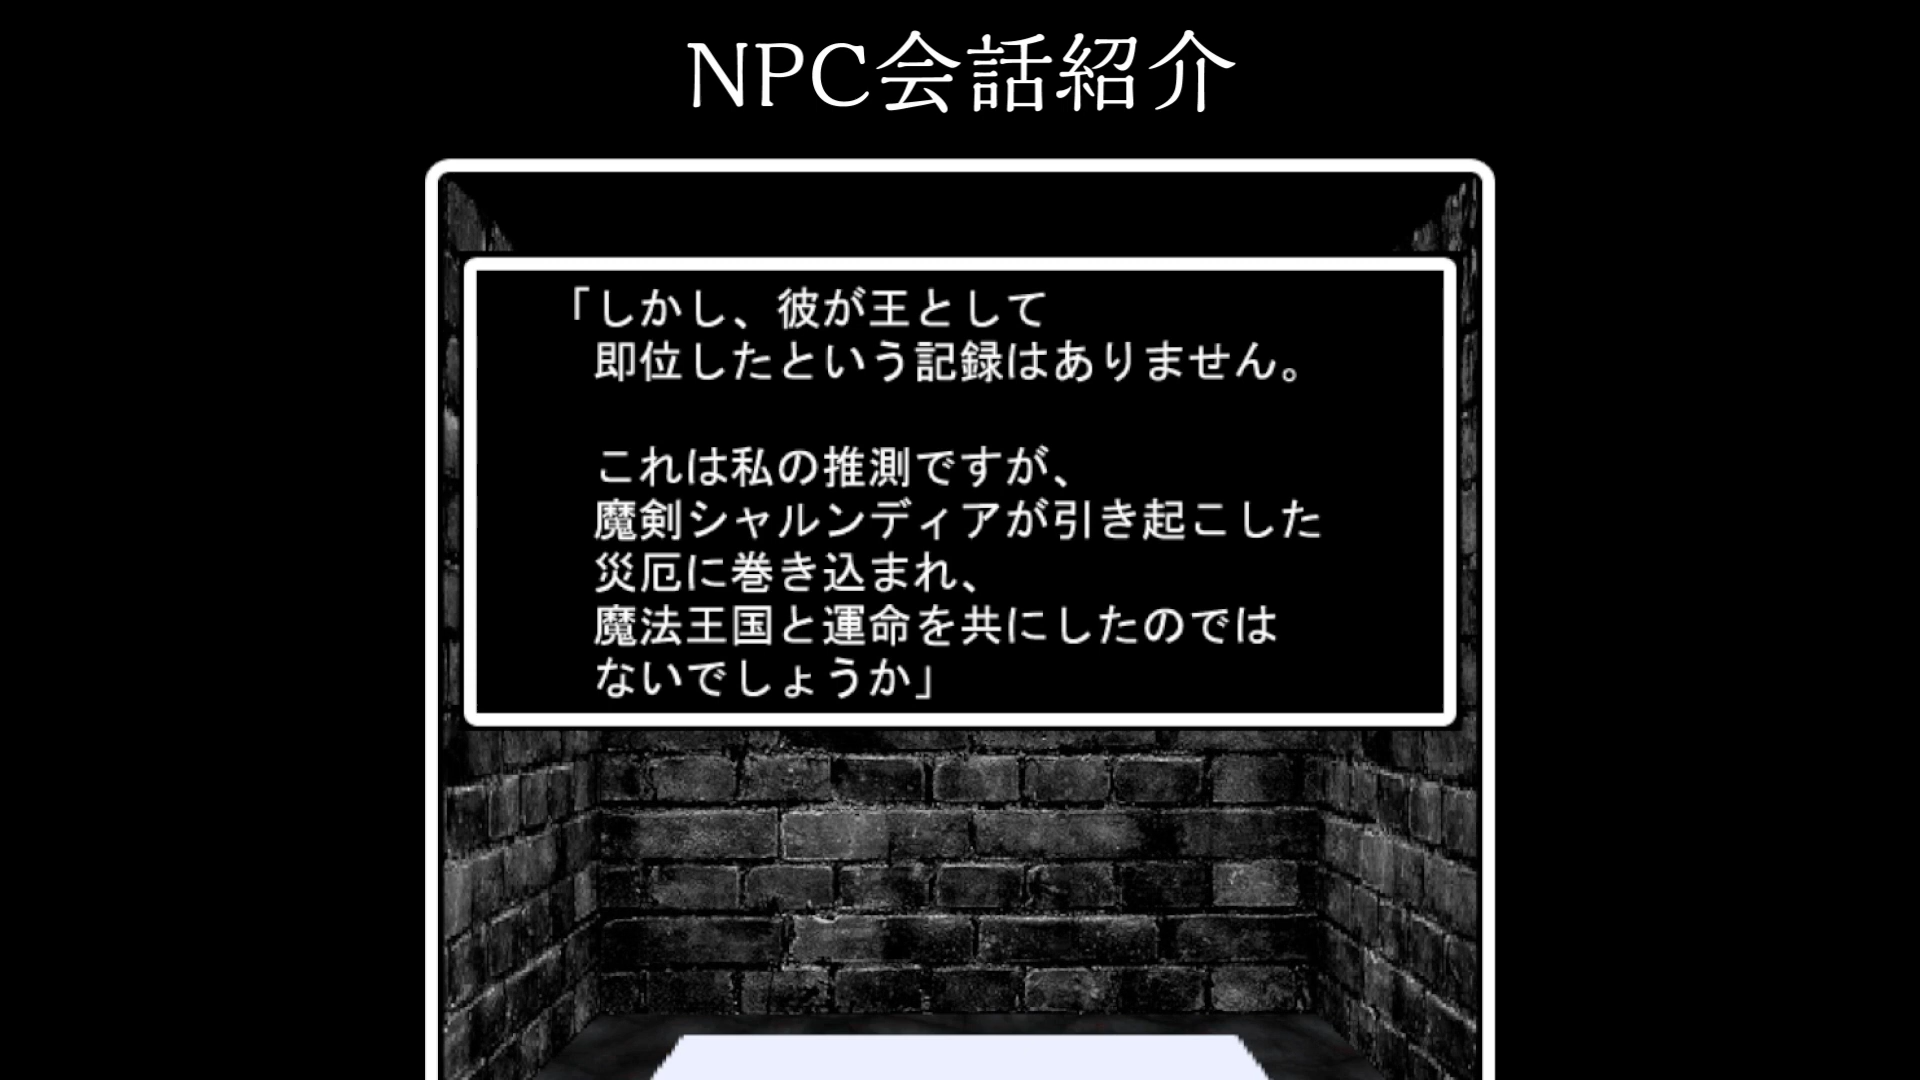 NPC会話紹介
「しかし、彼が王として
即位したという記録はありません。
これは私の推測ですが、
魔剣シャルンディアが引き起こした
災厄に巻き込まれ、
魔法王国と運命を共にしたのでは
ないでしょうか」